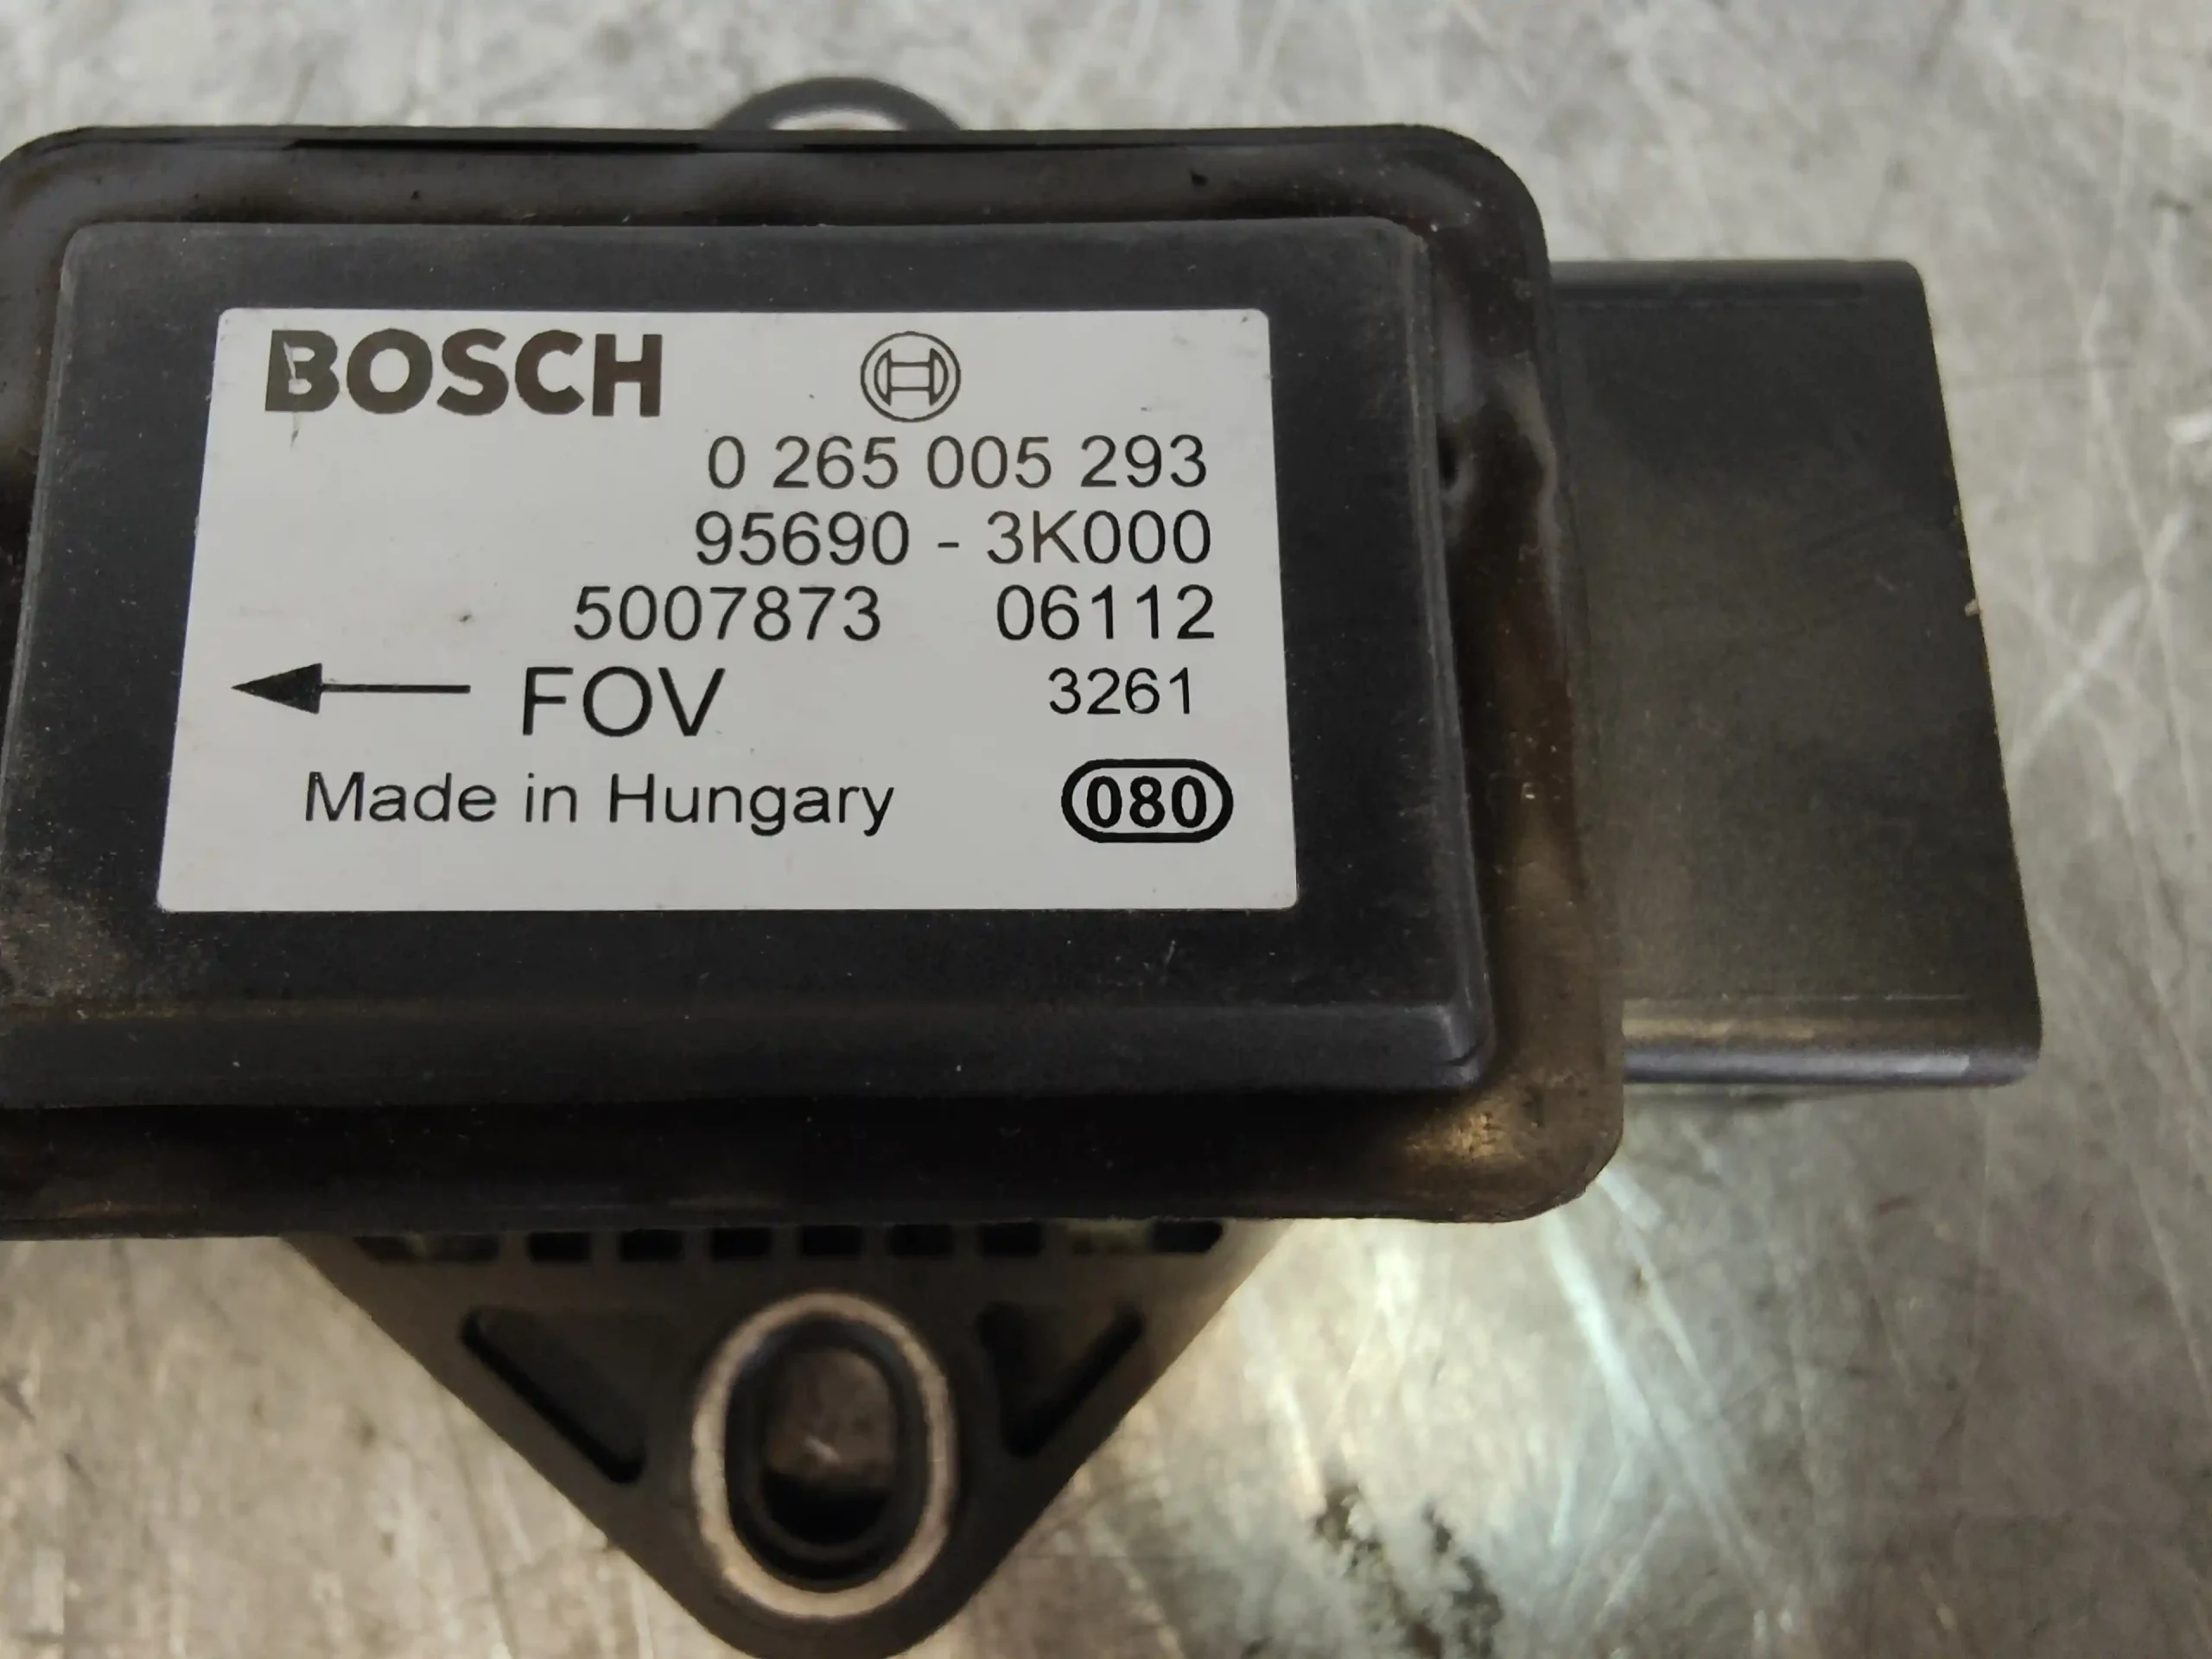 BOSCH
0 265 005 293
95690 - 3K000
5007873 06112
FOV 3261
Made in Hungary 080